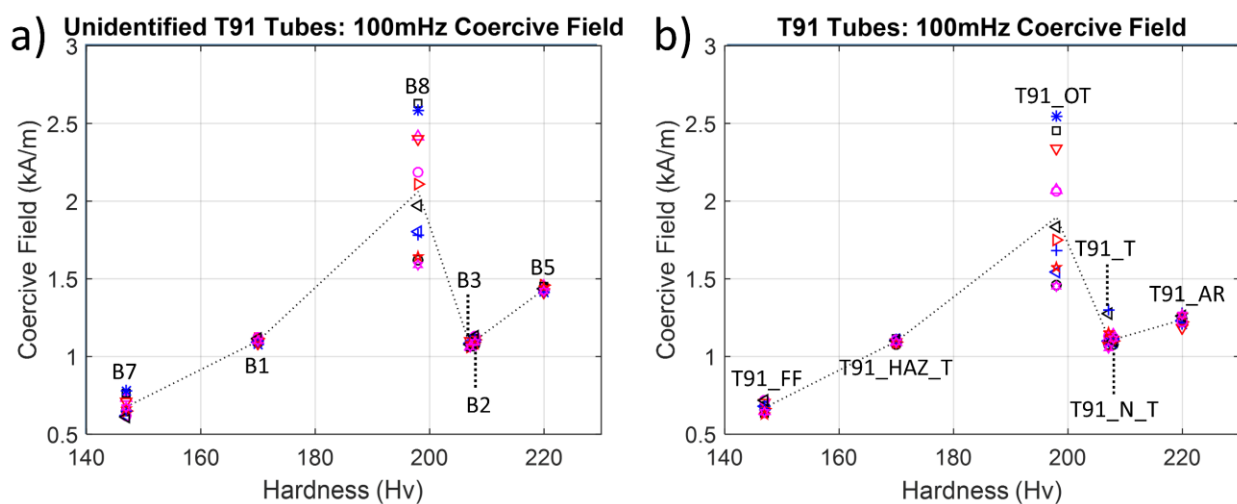 a)
Unidentified T91 Tubes: 100mHz Coercive Field
Coercive Field (kA/m)
3
2.5
2
1.5
1
0.5
B8
B3
B5
B7
B1
B2
140 160 180 200 220
Hardness (Hv)
b)
T91 Tubes: 100mHz Coercive Field
Coercive Field (kA/m)
3
2.5
2
1.5
1
0.5
T91_OT
T91_T
T91_AR
T91_FF
T91_HAZ_T
T91_N_T
140 160 180 200 220
Hardness (Hv)